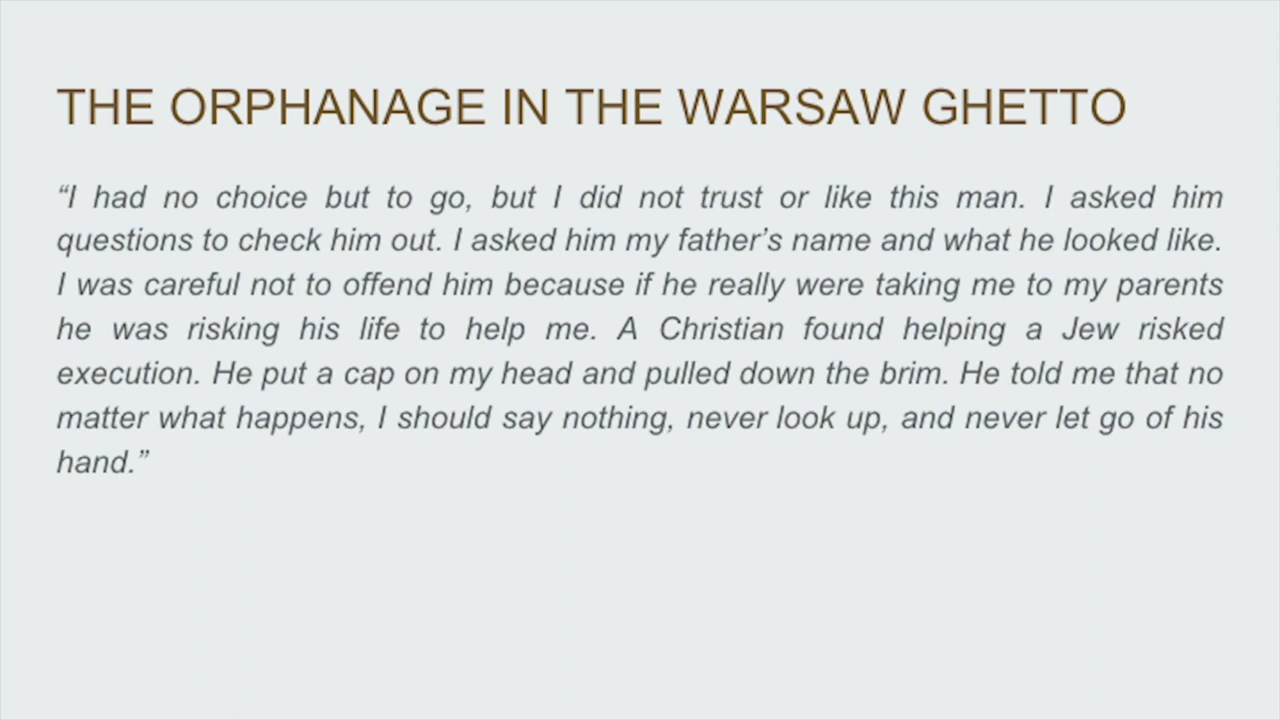 THE ORPHANAGE IN THE WARSAW GHETTO
“I had no choice but to go, but I did not trust or like this man. I asked him
questions to check him out. I asked him my father’s name and what he looked like.
I was careful not to offend him because if he really were taking me to my parents
he was risking his life to help me. A Christian found helping a Jew risked
execution. He put a cap on my head and pulled down the brim. He told me that no
matter what happens, I should say nothing, never look up, and never let go of his
hand.”